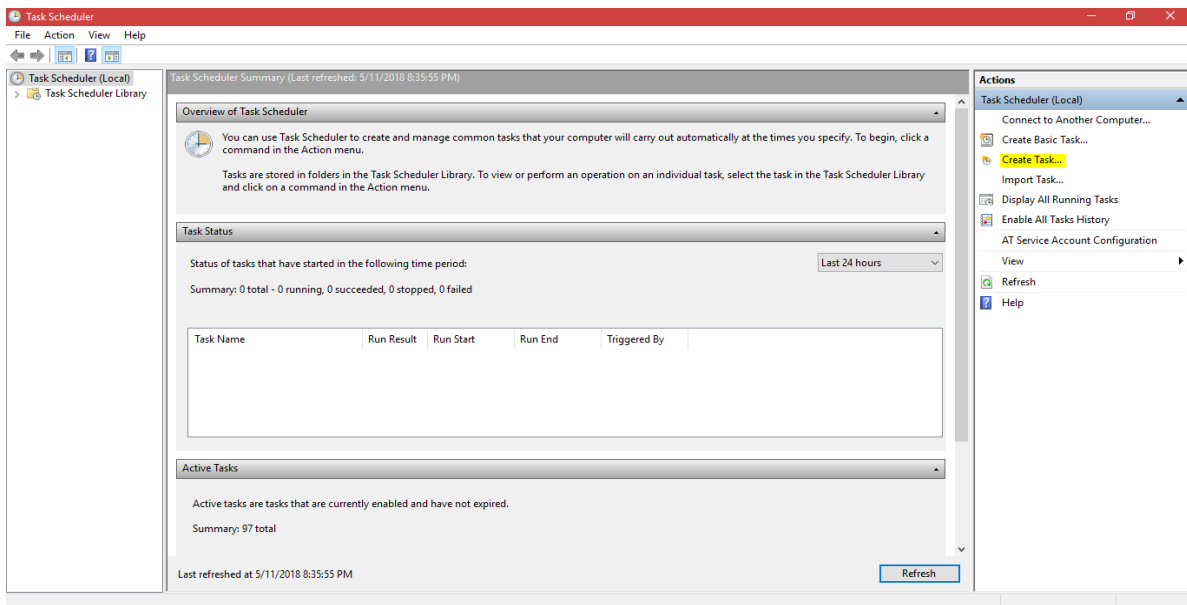 Task Scheduler
File Action View Help
Task Scheduler (Local)
Task Scheduler Library
Task Scheduler Summary (Last refreshed: 5/11/2018 8:35:55 PM)
Overview of Task Scheduler
You can use Task Scheduler to create and manage common tasks that your computer will carry out automatically at the times you specify. To begin, click a
command in the Action menu.
Tasks are stored in folders in the Task Scheduler Library. To view or perform an operation on an individual task, select the task in the Task Scheduler Library
and click on a command in the Action menu.
Task Status
Status of tasks that have started in the following time period:
Last 24 hours
Summary: 0 total - 0 running, 0 succeeded, 0 stopped, 0 failed
Task Name Run Result Run Start Run End Triggered By
Active Tasks
Active tasks are tasks that are currently enabled and have not expired.
Summary: 97 total
Last refreshed at 5/11/2018 8:35:55 PM
Refresh
Actions
Task Scheduler (Local)
Connect to Another Computer...
Create Basic Task...
Create Task...
Import Task...
Display All Running Tasks
Enable All Tasks History
AT Service Account Configuration
View
Refresh
Help